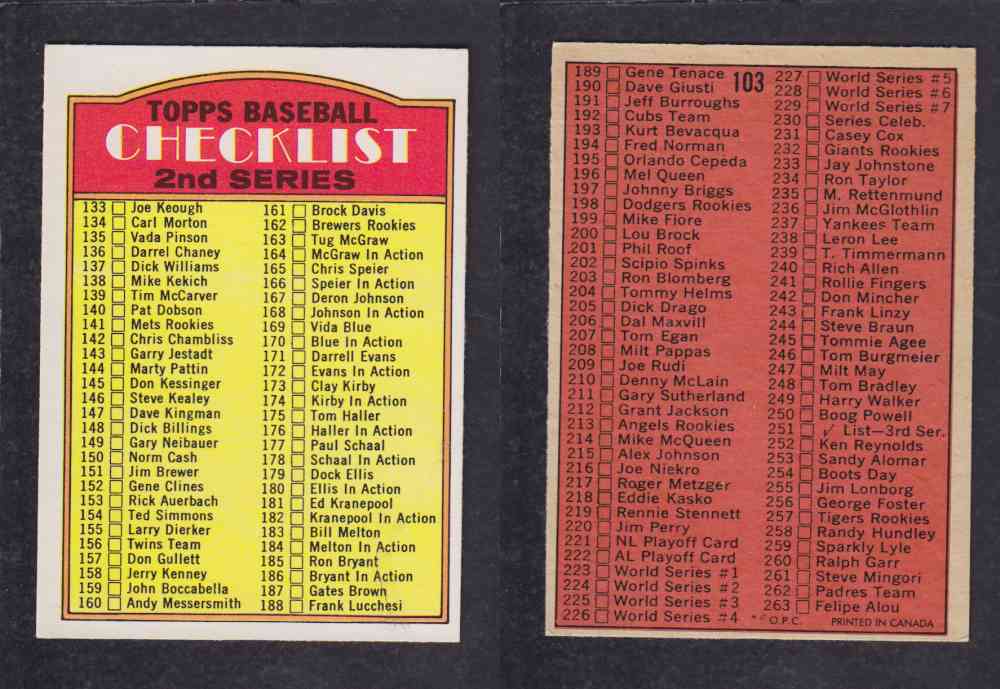 TOPPS BASEBALL
CHECKLIST
2nd SERIES
133 Joe Keough
134 Carl Morton
135 Vada Pinson
136 Darrel Chaney
137 Dick Williams
138 Mike Kekich
139 Tim McCarver
140 Pat Dobson
141 Mets Rookies
142 Chris Chambliss
143 Garry Jestadt
144 Marty Pattin
145 Don Kessinger
146 Steve Kealey
147 Dave Kingman
148 Dick Billings
149 Gary Neibauer
150 Norm Cash
151 Jim Brewer
152 Gene Clines
153 Rick Auerbach
154 Ted Simmons
155 Larry Dierker
156 Twins Team
157 Don Gullett
158 Jerry Kenney
159 John Boccabella
160 Andy Messersmith
161 Brock Davis
162 Brewers Rookies
163 Tug McGraw
164 McGraw In Action
165 Chris Speier
166 Speier In Action
167 Deron Johnson
168 Johnson In Action
169 Vida Blue
170 Blue In Action
171 Darrell Evans
172 Evans In Action
173 Clay Kirby
174 Kirby In Action
175 Tom Haller
176 Haller In Action
177 Paul Schaal
178 Schaal In Action
179 Dock Ellis
180 Ellis In Action
181 Ed Kranepool
182 Kranepool In Action
183 Bill Melton
184 Melton In Action
185 Ron Bryant
186 Bryant In Action
187 Gates Brown
188 Frank Lucchesi
103
189 Gene Tenace
190 Dave Giusti
191 Jeff Burroughs
192 Cubs Team
193 Kurt Bevacqua
194 Fred Norman
195 Orlando Cepeda
196 Mel Queen
197 Johnny Briggs
198 Dodgers Rookies
199 Mike Fiore
200 Lou Brock
201 Phil Roof
202 Scipio Spinks
203 Ron Blomberg
204 Tommy Helms
205 Dick Drago
206 Dal Maxvill
207 Tom Egan
208 Milt Pappas
209 Joe Rudi
210 Denny McLain
211 Gary Sutherland
212 Grant Jackson
213 Angels Rookies
214 Mike McQueen
215 Alex Johnson
216 Joe Niekro
217 Roger Metzger
218 Eddie Kasko
219 Rennie Stennett
220 Jim Perry
221 NL Playoff Card
222 AL Playoff Card
223 World Series #1
224 World Series #2
225 World Series #3
226 World Series #4
227 World Series #5
228 World Series #6
229 World Series #7
230 Series Celeb.
231 Casey Cox
232 Giants Rookies
233 Jay Johnstone
234 Ron Taylor
235 M. Rettenmund
236 Jim McGlothlin
237 Yankees Team
238 Leron Lee
239 T. Timmermann
240 Rich Allen
241 Rollie Fingers
242 Don Mincher
243 Frank Linzy
244 Steve Braun
245 Tommie Agee
246 Tom Burgmeier
247 Milt May
248 Tom Bradley
249 Harry Walker
250 Boog Powell
251 ✓ List—3rd Ser.
252 Ken Reynolds
253 Sandy Alomar
254 Boots Day
255 Jim Lonborg
256 George Foster
257 Tigers Rookies
258 Randy Hundley
259 Sparkly Lyle
260 Ralph Garr
261 Steve Mingori
262 Padres Team
263 Felipe Alou
* © O.P.C. PRINTED IN CANADA